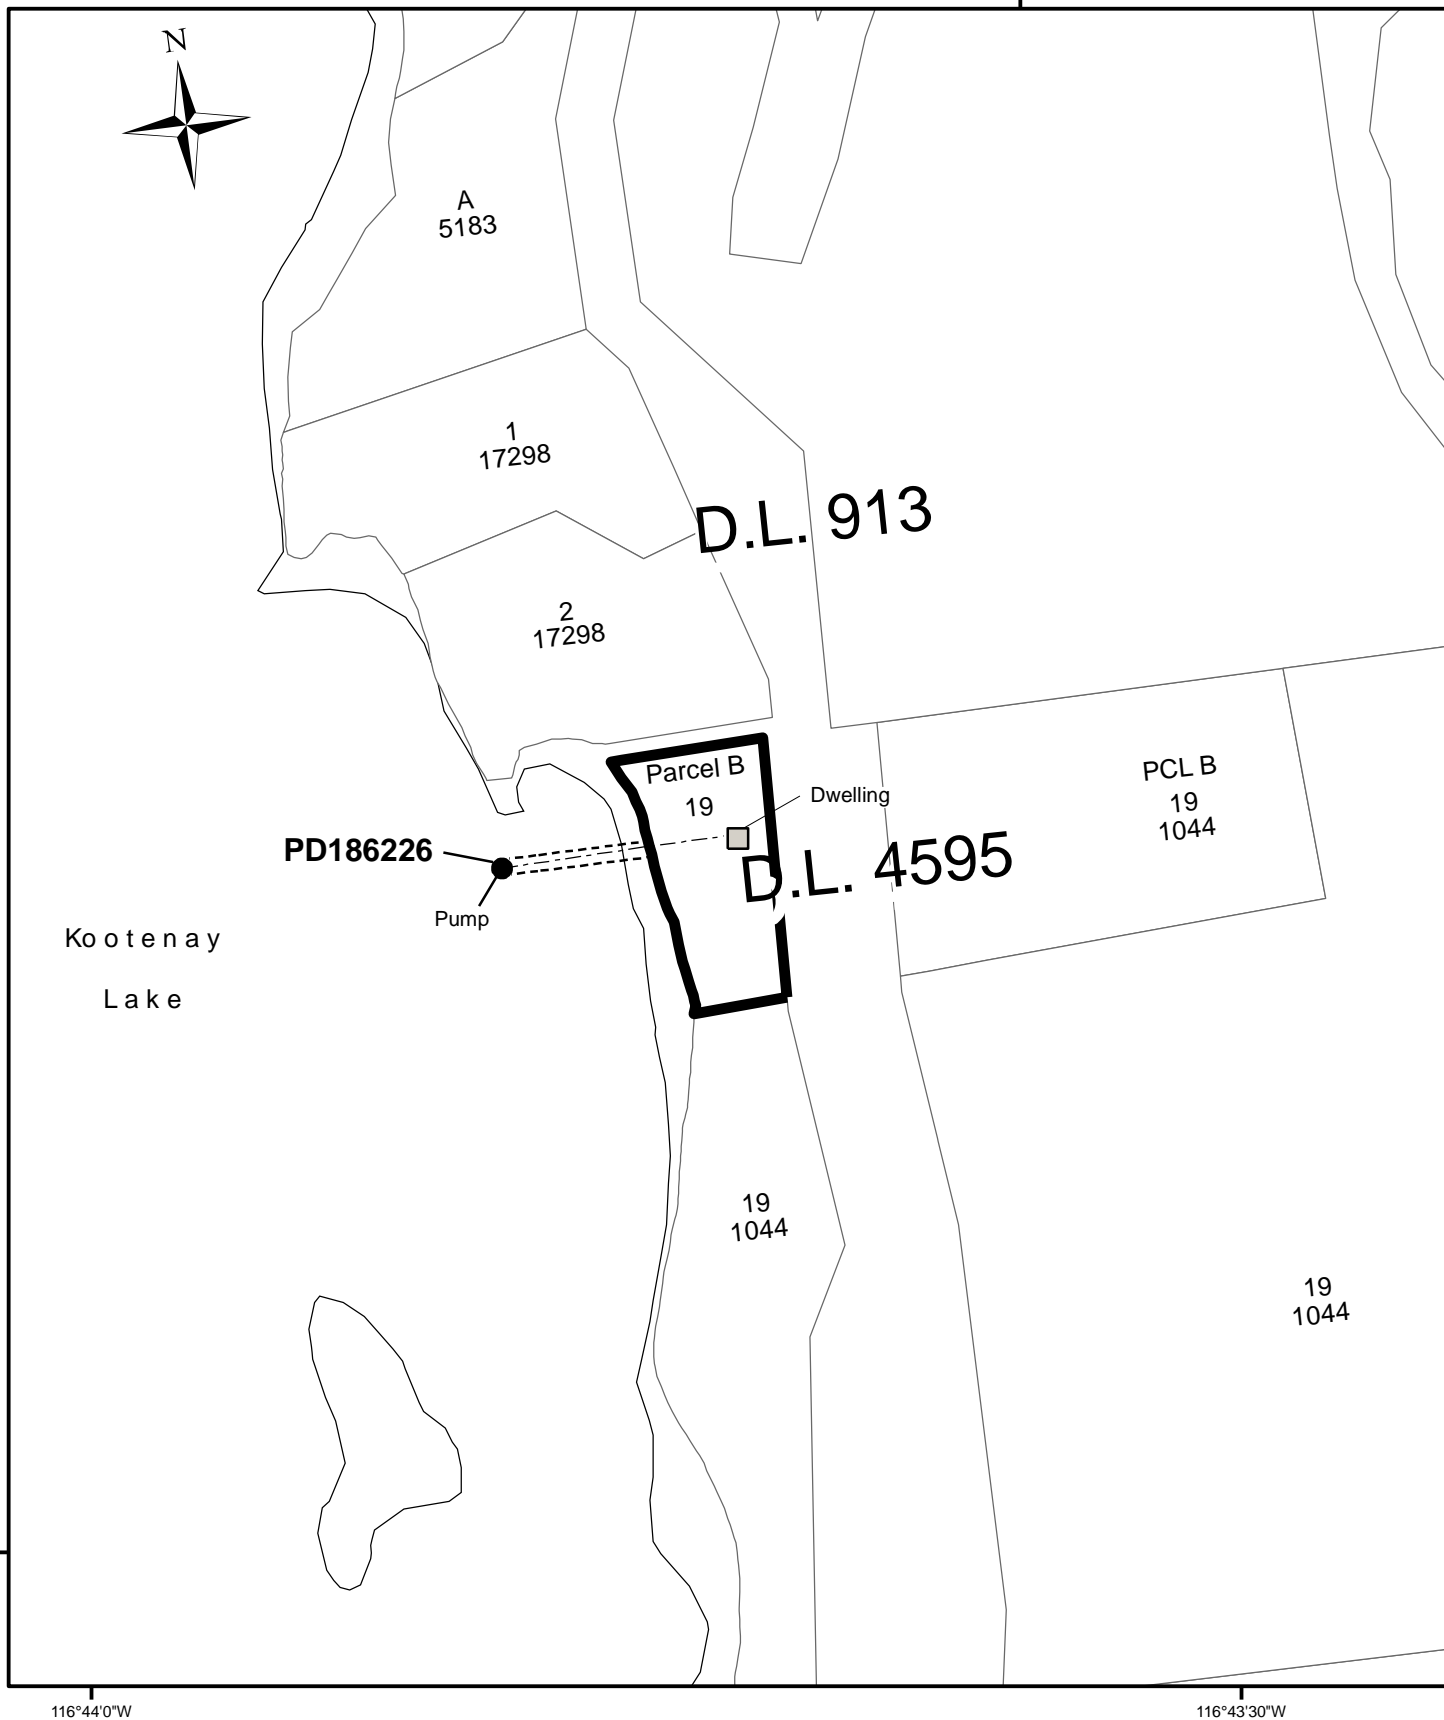 N
A
5183
1
17298
D.L. 913
2
17298
Parcel B
19
Dwelling
PCL B
19
1044
PD186226
D.L. 4595
Pump
Kootenay
Lake
19
1044
19
1044
116°44'0"W
116°43'30"W